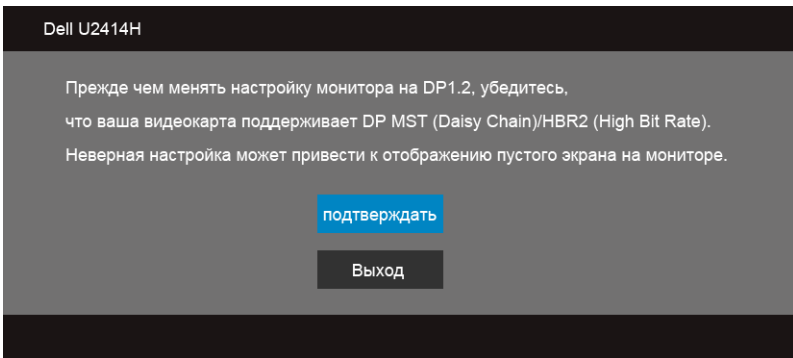 Dell U2414H
Прежде чем менять настройку монитора на DP1.2, убедитесь,
что ваша видеокарта поддерживает DP MST (Daisy Chain)/HBR2 (High Bit Rate).
Неверная настройка может привести к отображению пустого экрана на мониторе.
подтверждать
Выход